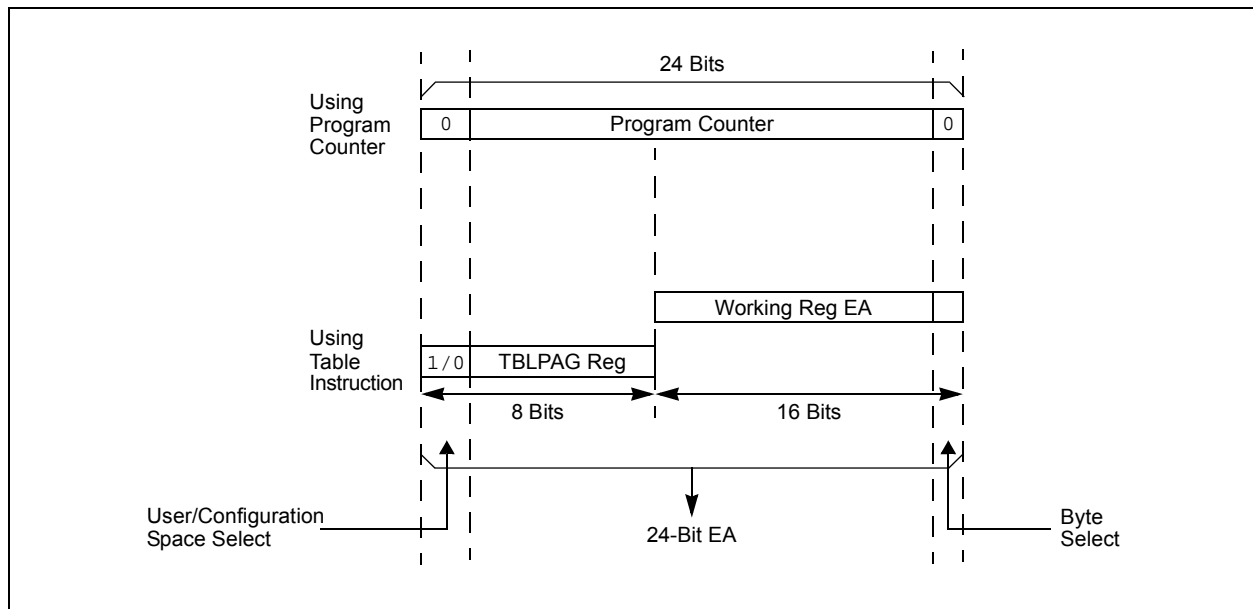 24 Bits
Using
Program
Counter
0
Program Counter
0
Working Reg EA
Using
Table
Instruction
1/0
TBLPAG Reg
8 Bits
16 Bits
User/Configuration
Space Select
24-Bit EA
Byte
Select